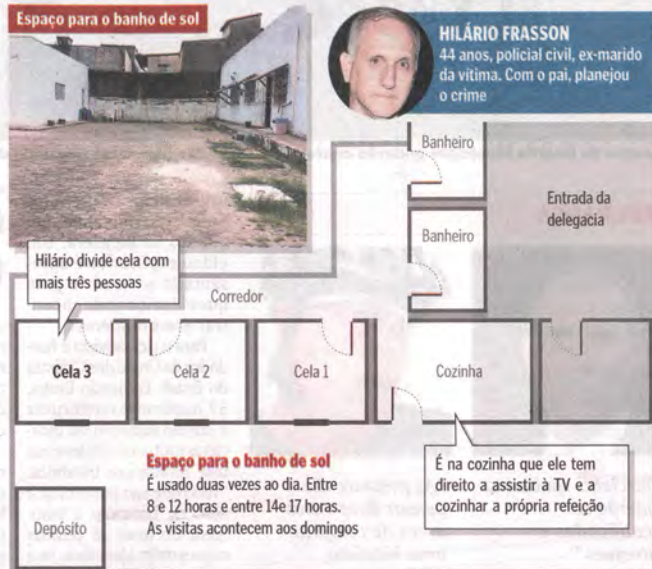 Espaço para o banho de sol
HILÁRIO FRASSON
44 anos, policial civil, ex-marido
da vítima. Com o pai, planejou
o crime
Banheiro
Entrada da
delegacia
Banheiro
Hilário divide cela com
mais três pessoas
Corredor
Cela 3
Cela 2
Cela 1
Cozinha
Espaço para o banho de sol
É usado duas vezes ao dia. Entre
8 e 12 horas e entre 14e 17 horas.
As visitas acontecem aos domingos
É na cozinha que ele tem
direito a assistir à TV e a
cozinhar a própria refeição
Depósito